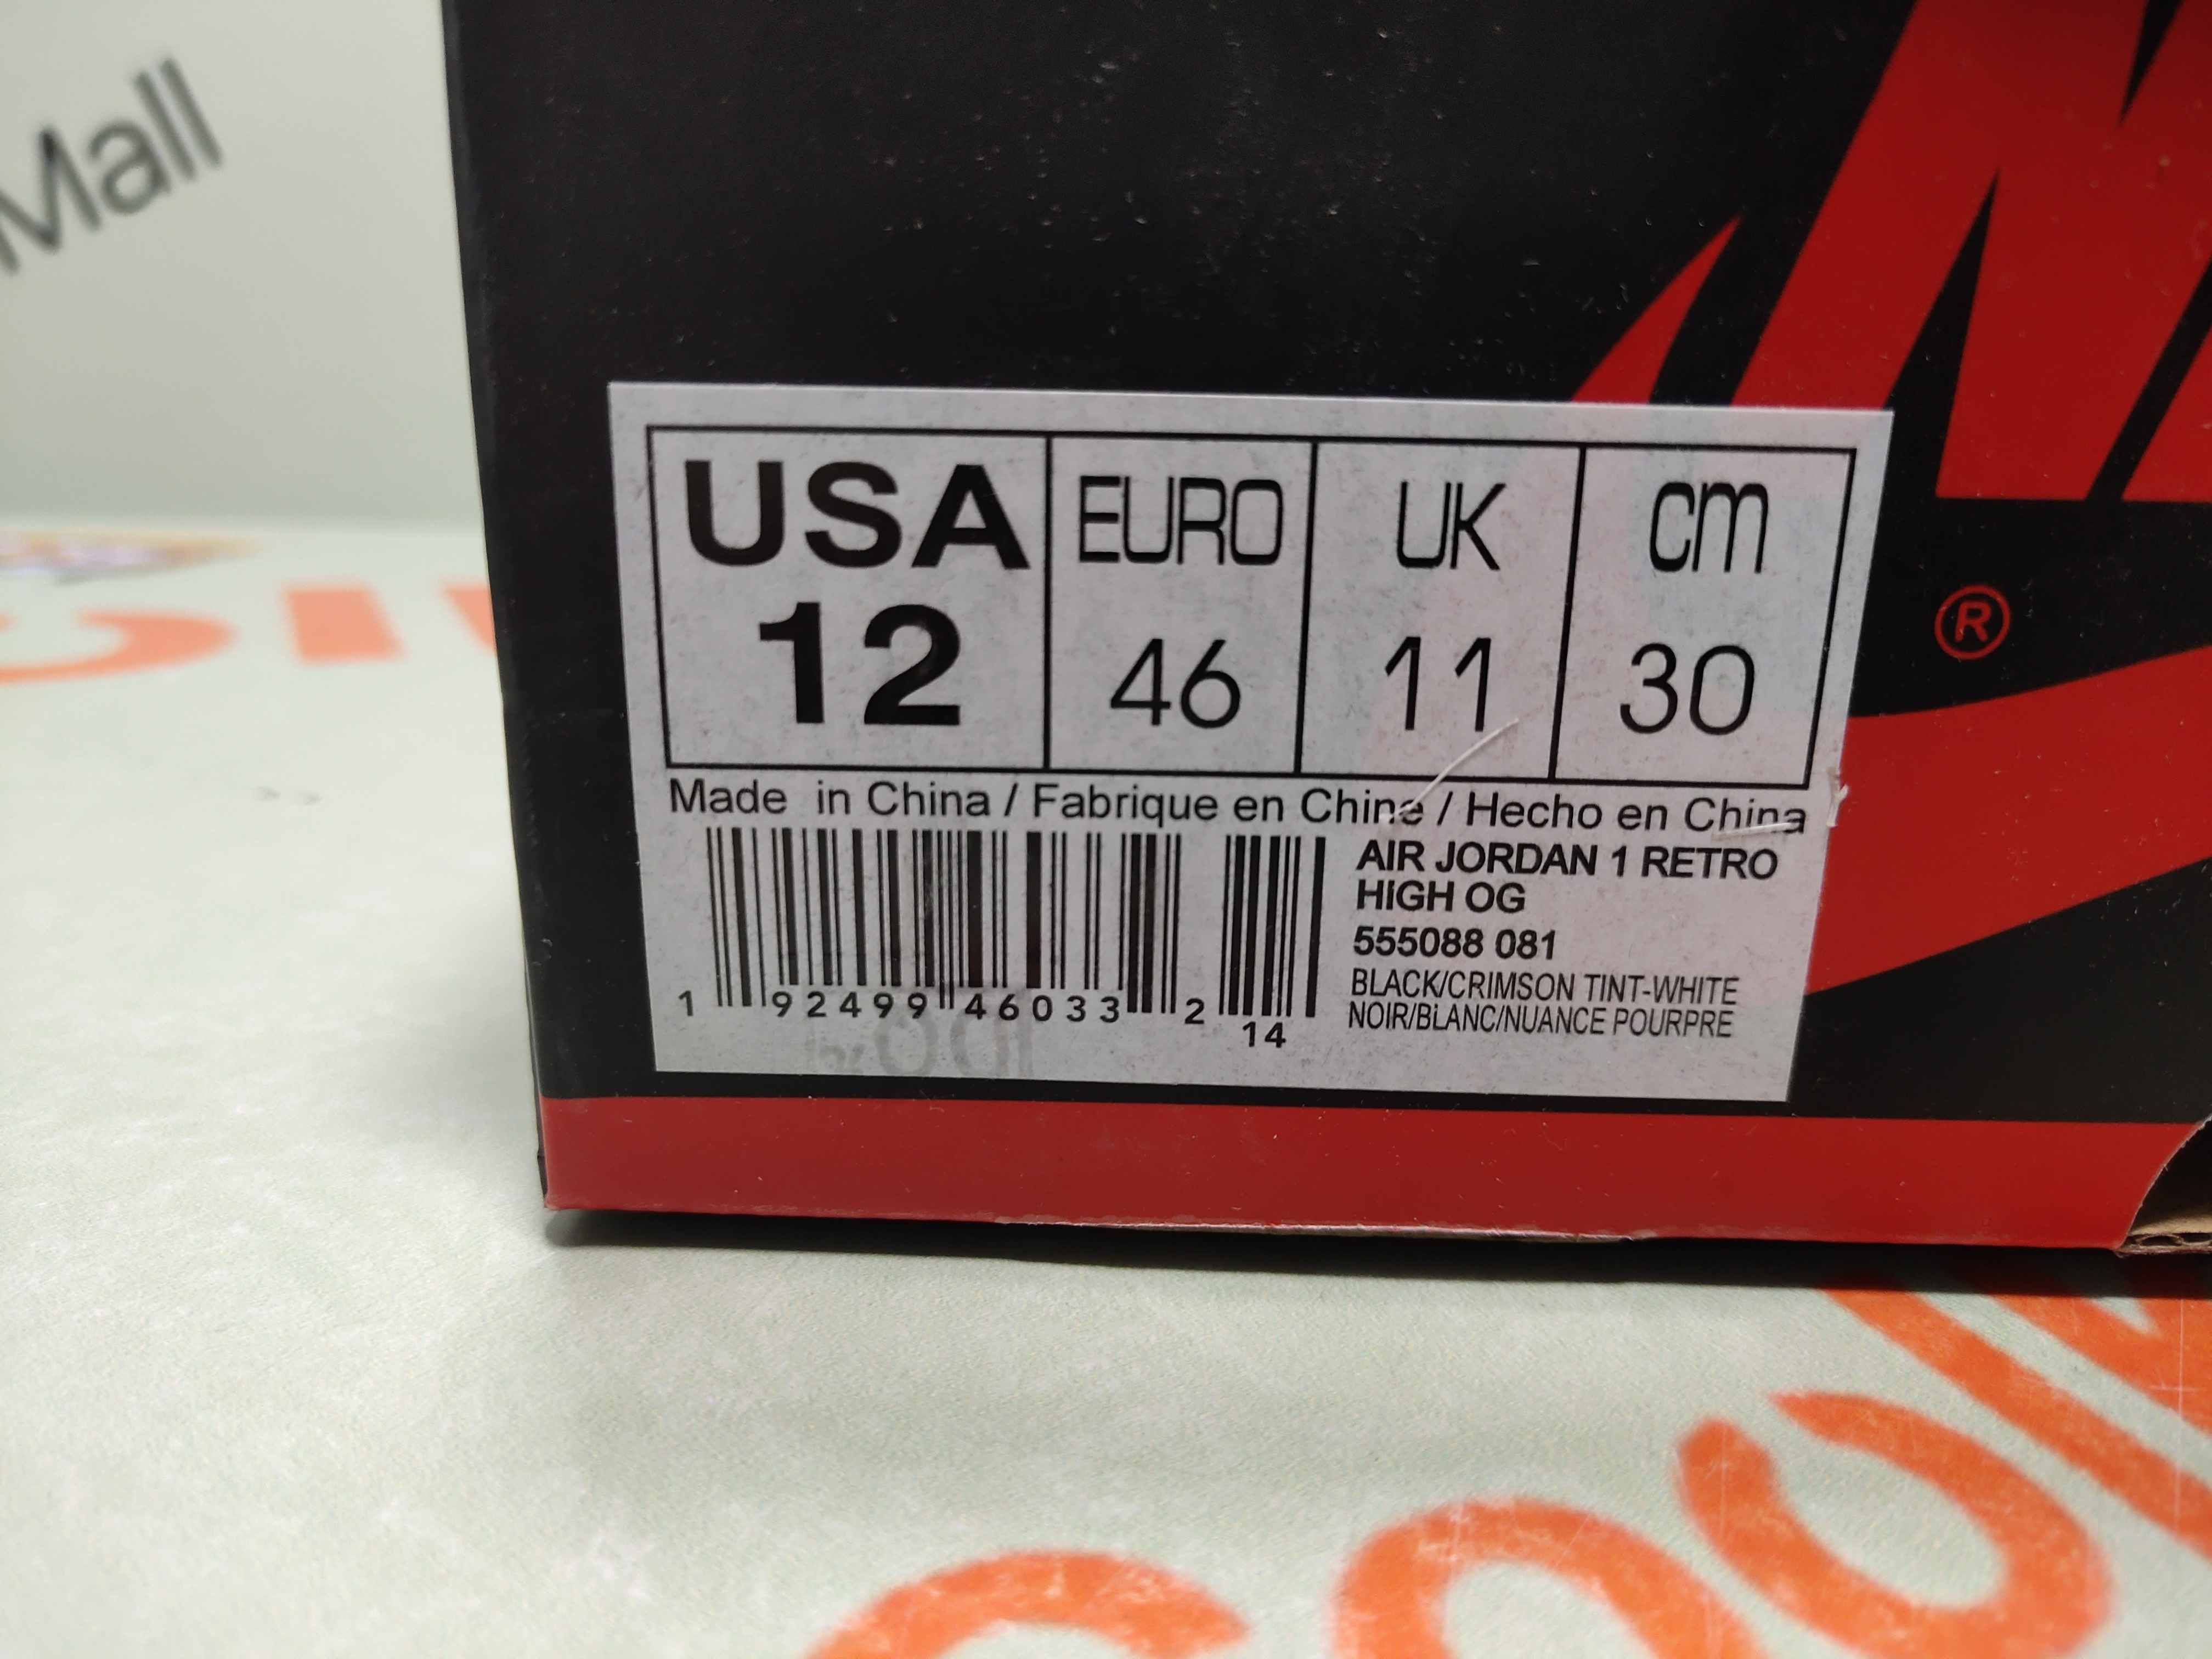 Mall
USA EURO UK cm
12 46 11 30
Made in China / Fabrique en Chine / Hecho en China
AIR JORDAN 1 RETRO
HIGH OG
555088 081
BLACK/CRIMSON TINT-WHITE
NOIR/BLANC/NUANCE POURPRE
1 92499 46033 2
14
®